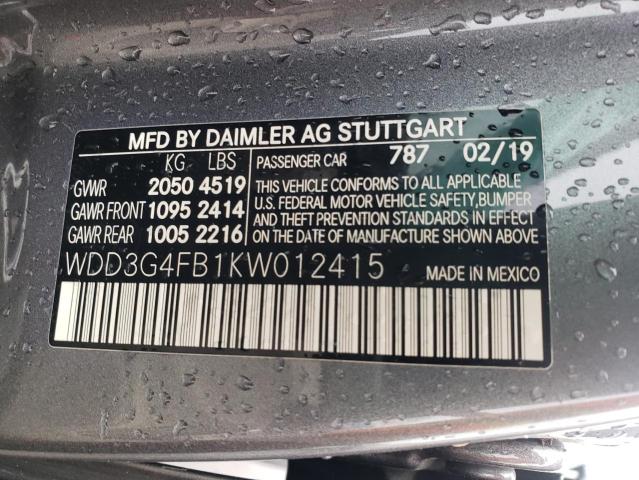 MFD BY DAIMLER AG STUTTGART
KG LBS PASSENGER CAR 787 02/19
GVWR 2050 4519
GAWR FRONT 1095 2414
GAWR REAR 1005 2216
THIS VEHICLE CONFORMS TO ALL APPLICABLE
U.S. FEDERAL MOTOR VEHICLE SAFETY, BUMPER
AND THEFT PREVENTION STANDARDS IN EFFECT
ON THE DATE OF MANUFACTURE SHOWN ABOVE.
WDD3G4FB1KW012415 MADE IN MEXICO